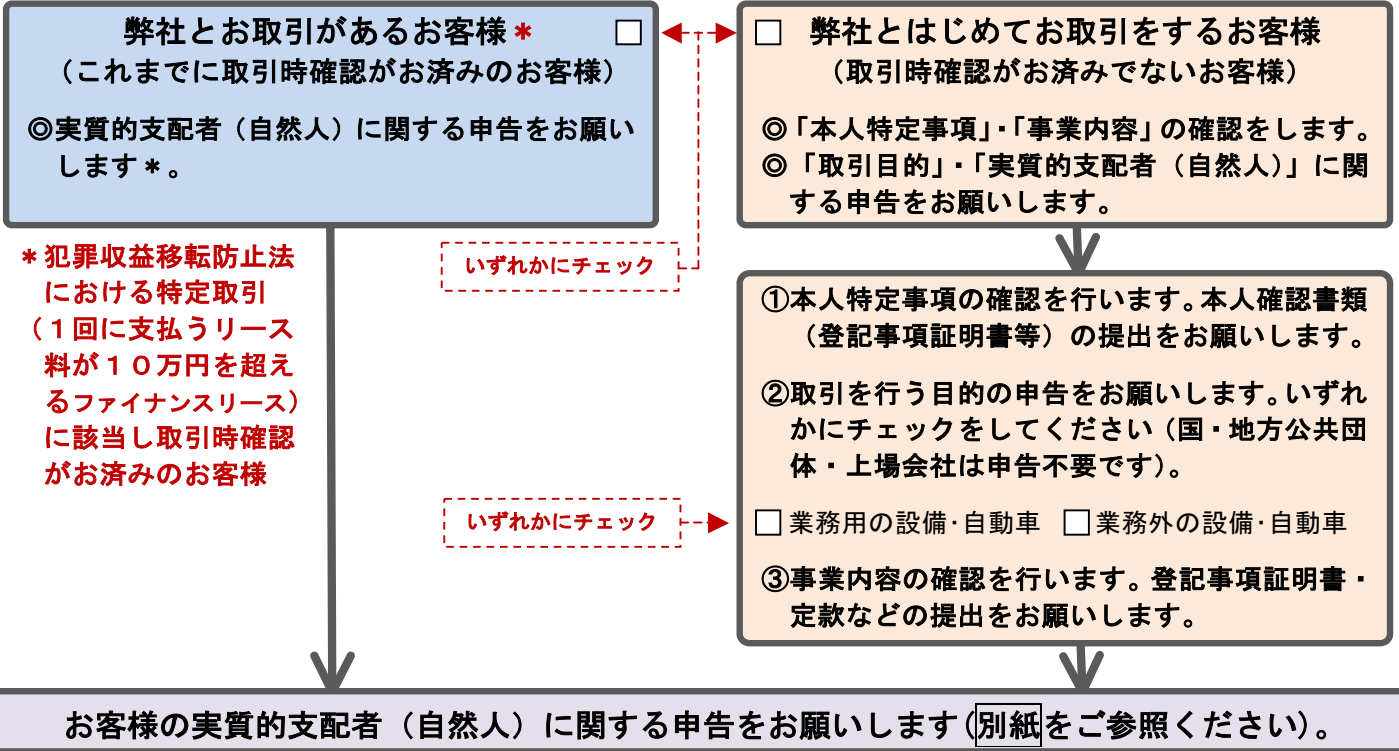 弊社とお取引があるお客様＊ □
（これまでに取引時確認がお済みのお客様）
◎実質的支配者（自然人）に関する申告をお願い
します＊。
□ 弊社とはじめてお取引をするお客様
（取引時確認がお済みでないお客様）
◎「本人特定事項」・「事業内容」の確認をします。
◎「取引目的」・「実質的支配者（自然人）」に関
する申告をお願いします。
いずれかにチェック
＊犯罪収益移転防止法
における特定取引
（１回に支払うリース
料が１０万円を超え
るファイナンスリース）
に該当し取引時確認
がお済みのお客様
①本人特定事項の確認を行います。本人確認書類
（登記事項証明書等）の提出をお願いします。
②取引を行う目的の申告をお願いします。いずれ
かにチェックをしてください（国・地方公共団
体・上場会社は申告不要です）。
いずれかにチェック
□ 業務用の設備・自動車 □ 業務外の設備・自動車
③事業内容の確認を行います。登記事項証明書・
定款などの提出をお願いします。
お客様の実質的支配者（自然人）に関する申告をお願いします（別紙をご参照ください）。